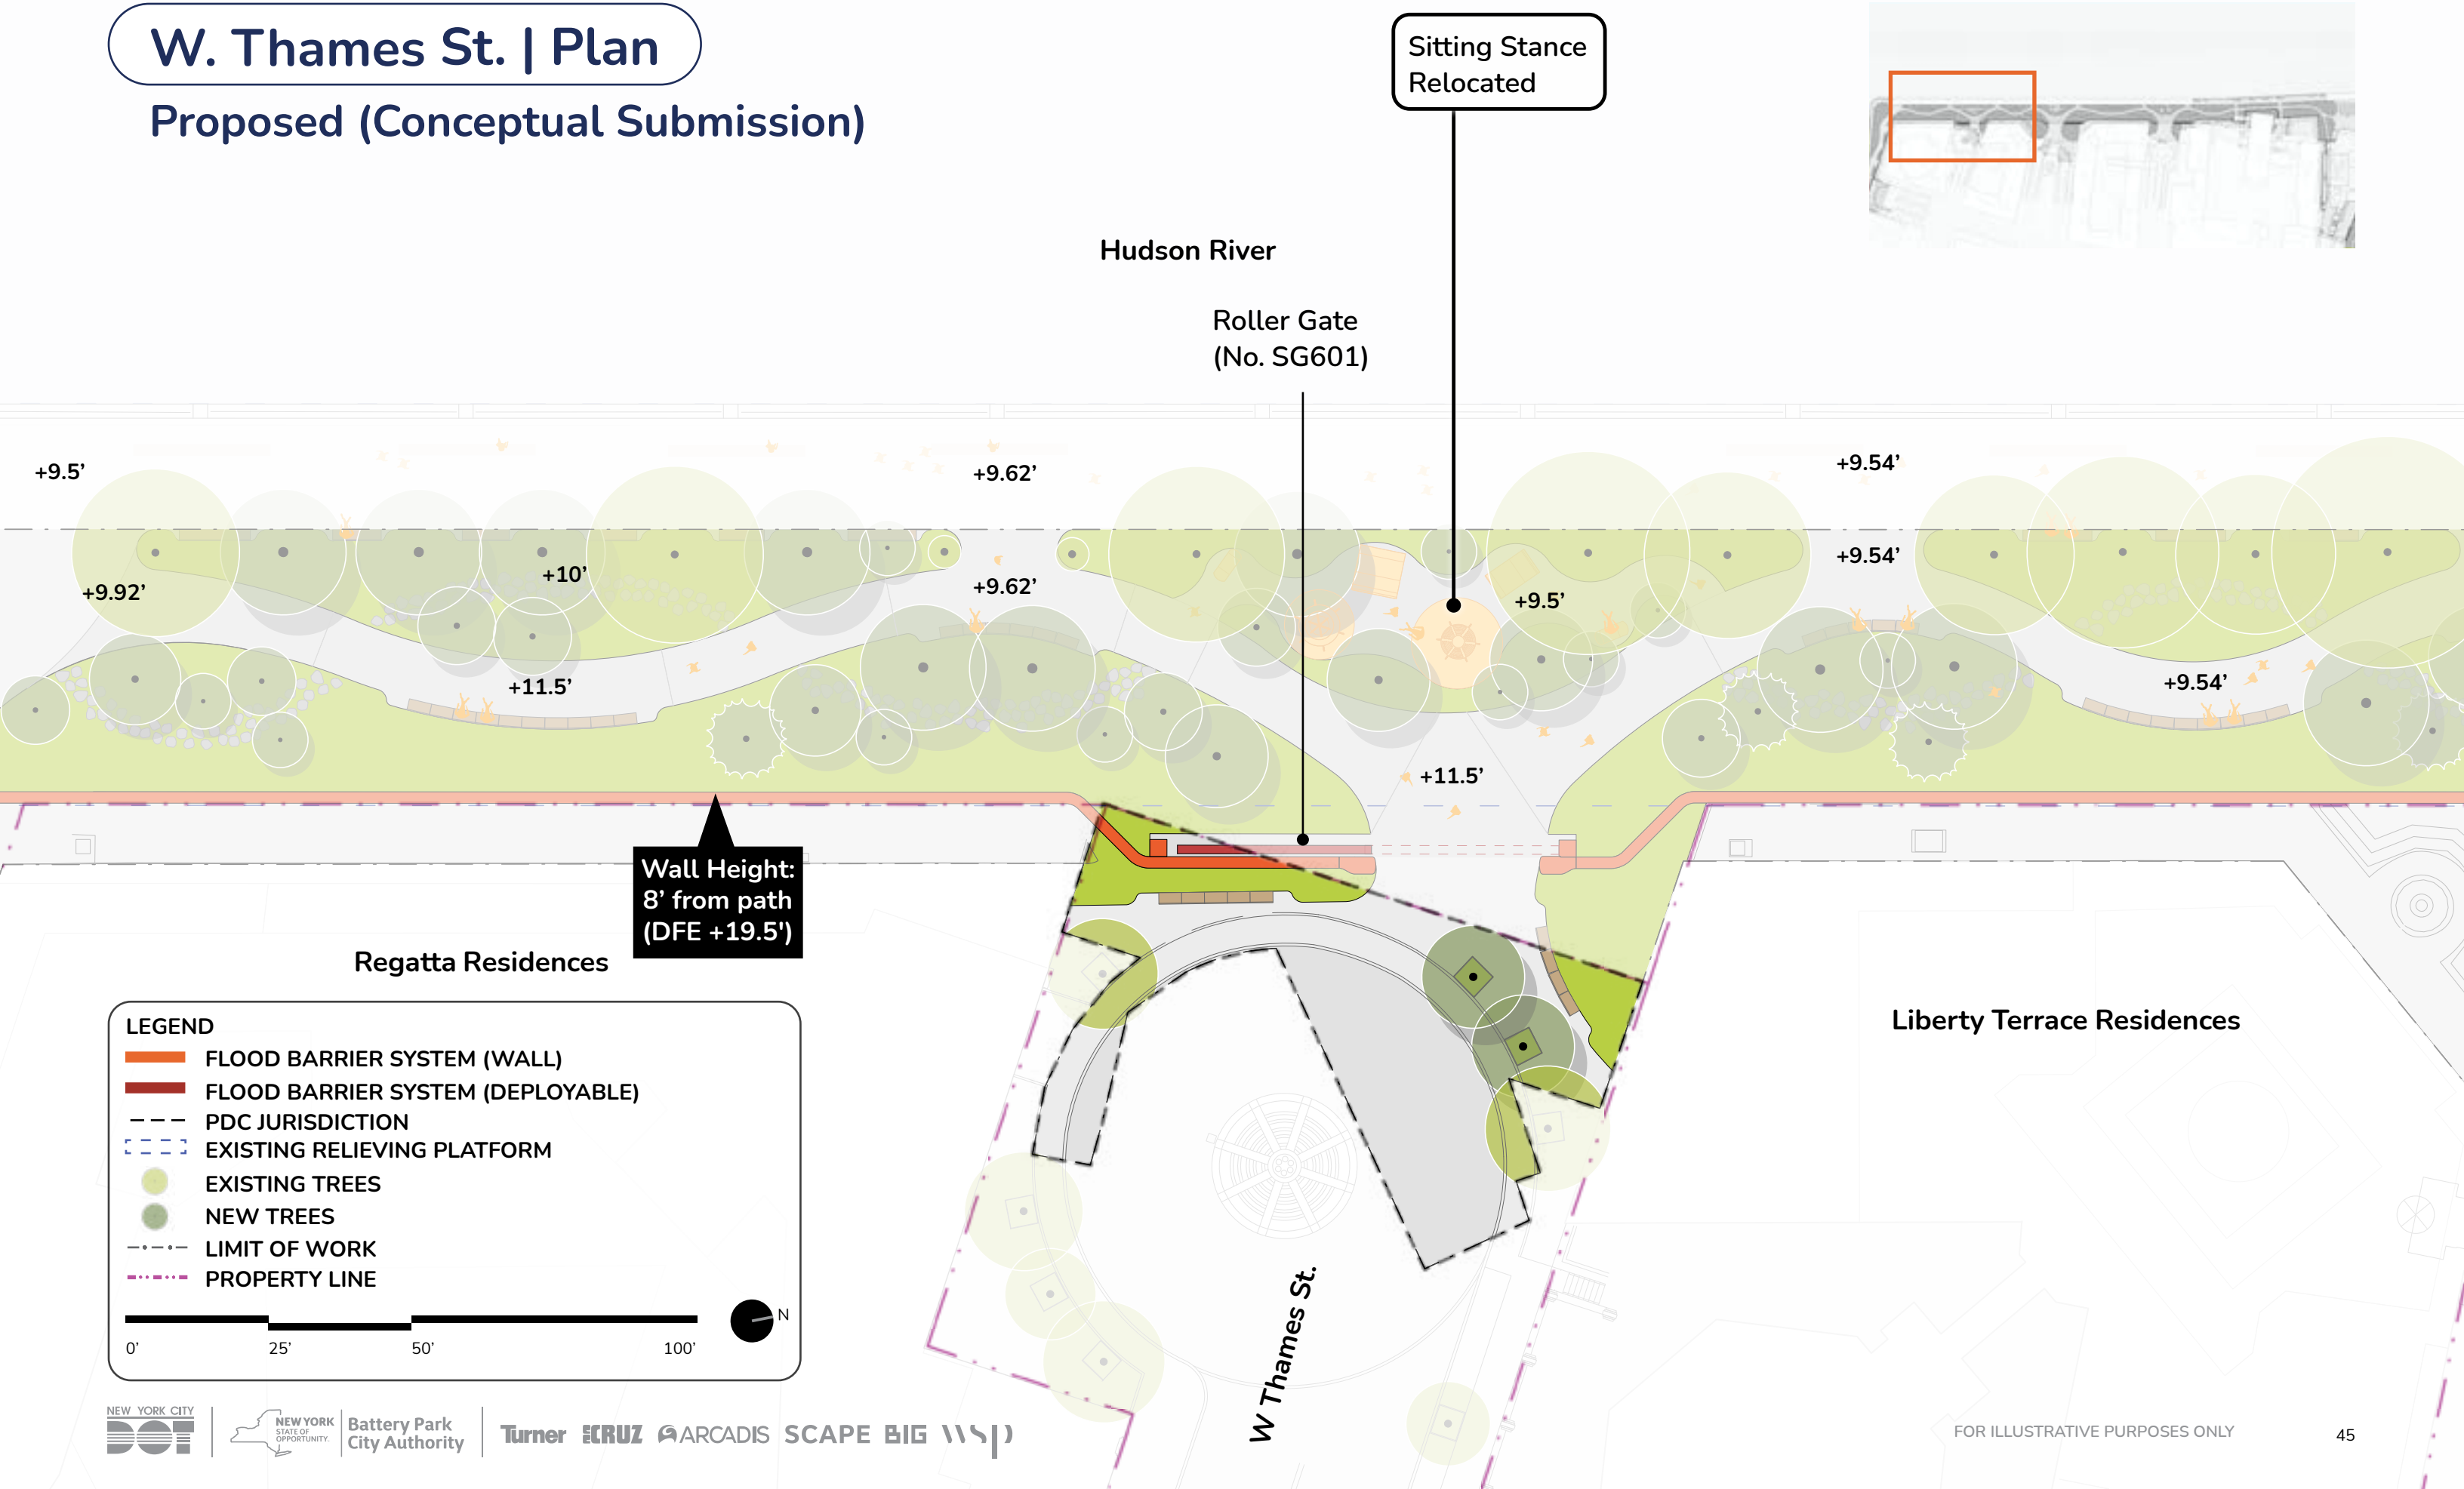 W. Thames St. | Plan
Proposed (Conceptual Submission)
Sitting Stance
Relocated
Hudson River
Roller Gate
(No. SG601)
+9.5’
+9.62’
+9.54’
+9.92’
+10’
+9.62’
+9.5’
+9.54’
+11.5’
+9.54’
+11.5’
Wall Height:
8’ from path
(DFE +19.5')
Regatta Residences
Liberty Terrace Residences
W Thames St.
LEGEND
FLOOD BARRIER SYSTEM (WALL)
FLOOD BARRIER SYSTEM (DEPLOYABLE)
PDC JURISDICTION
EXISTING RELIEVING PLATFORM
EXISTING TREES
NEW TREES
LIMIT OF WORK
PROPERTY LINE
N
0’ 25’ 50’ 100’
NEW YORK CITY
DOT
NEW YORK
STATE OF
OPPORTUNITY.
Battery Park
City Authority
Turner
CRUZ
ARCADIS
SCAPE
BIG
wsp
FOR ILLUSTRATIVE PURPOSES ONLY
45